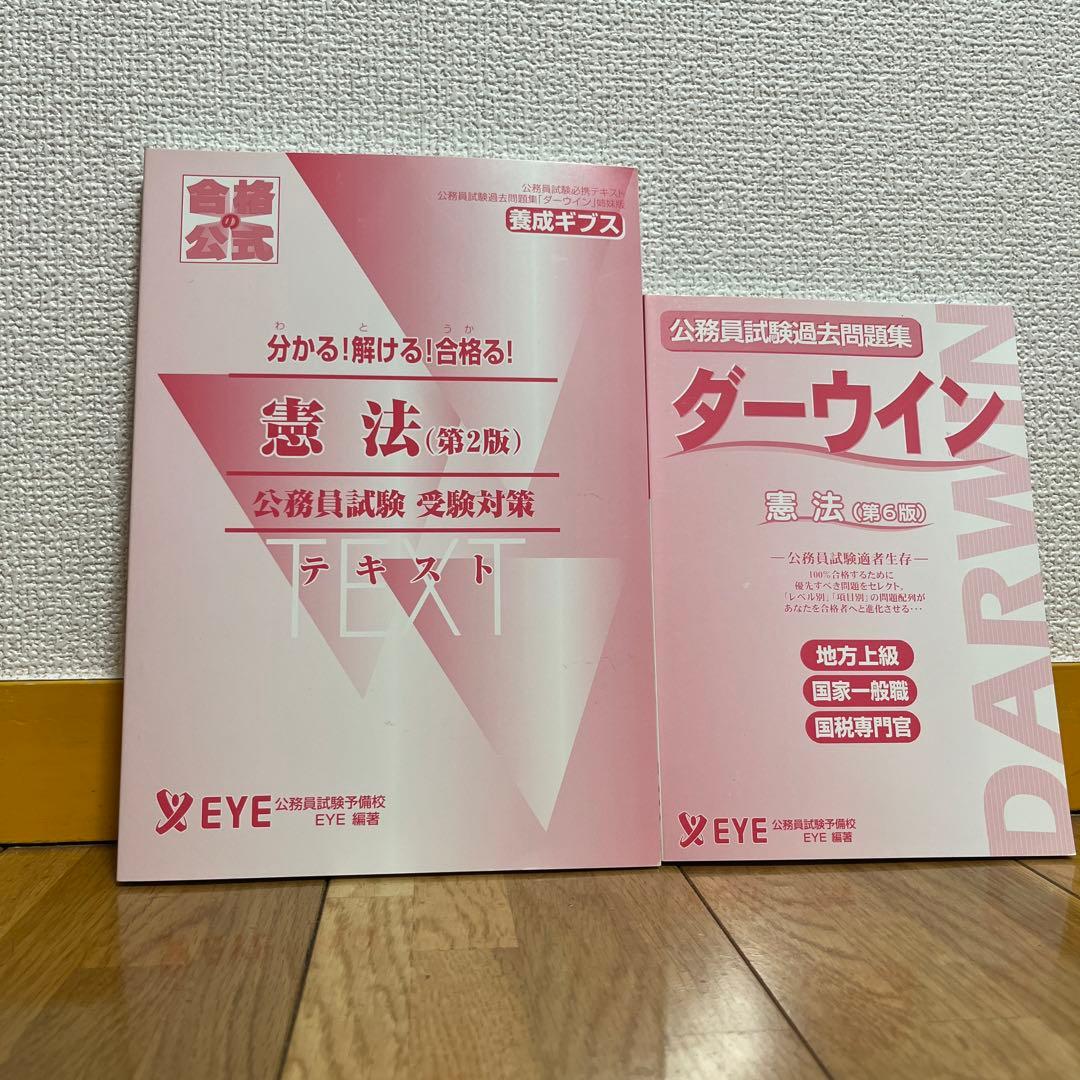 合格
の
公式
公務員試験必携テキスト
公務員試験過去問題集「ダーウイン」姉妹版
養成ギブス
わ と うか
分かる!解ける!合格る!
憲法(第2版)
公務員試験 受験対策
TEXT
テキスト
EYE 公務員試験予備校
EYE 編著
公務員試験過去問題集
ダーウイン
DARWIN
憲法(第6版)
―公務員試験適者生存―
100%合格するために
優先すべき問題をセレクト。
「レベル別」「項目別」の問題配列が
あなたを合格者へと進化させる・・・
地方上級
国家一般職
国税専門官
EYE 公務員試験予備校
EYE 編著